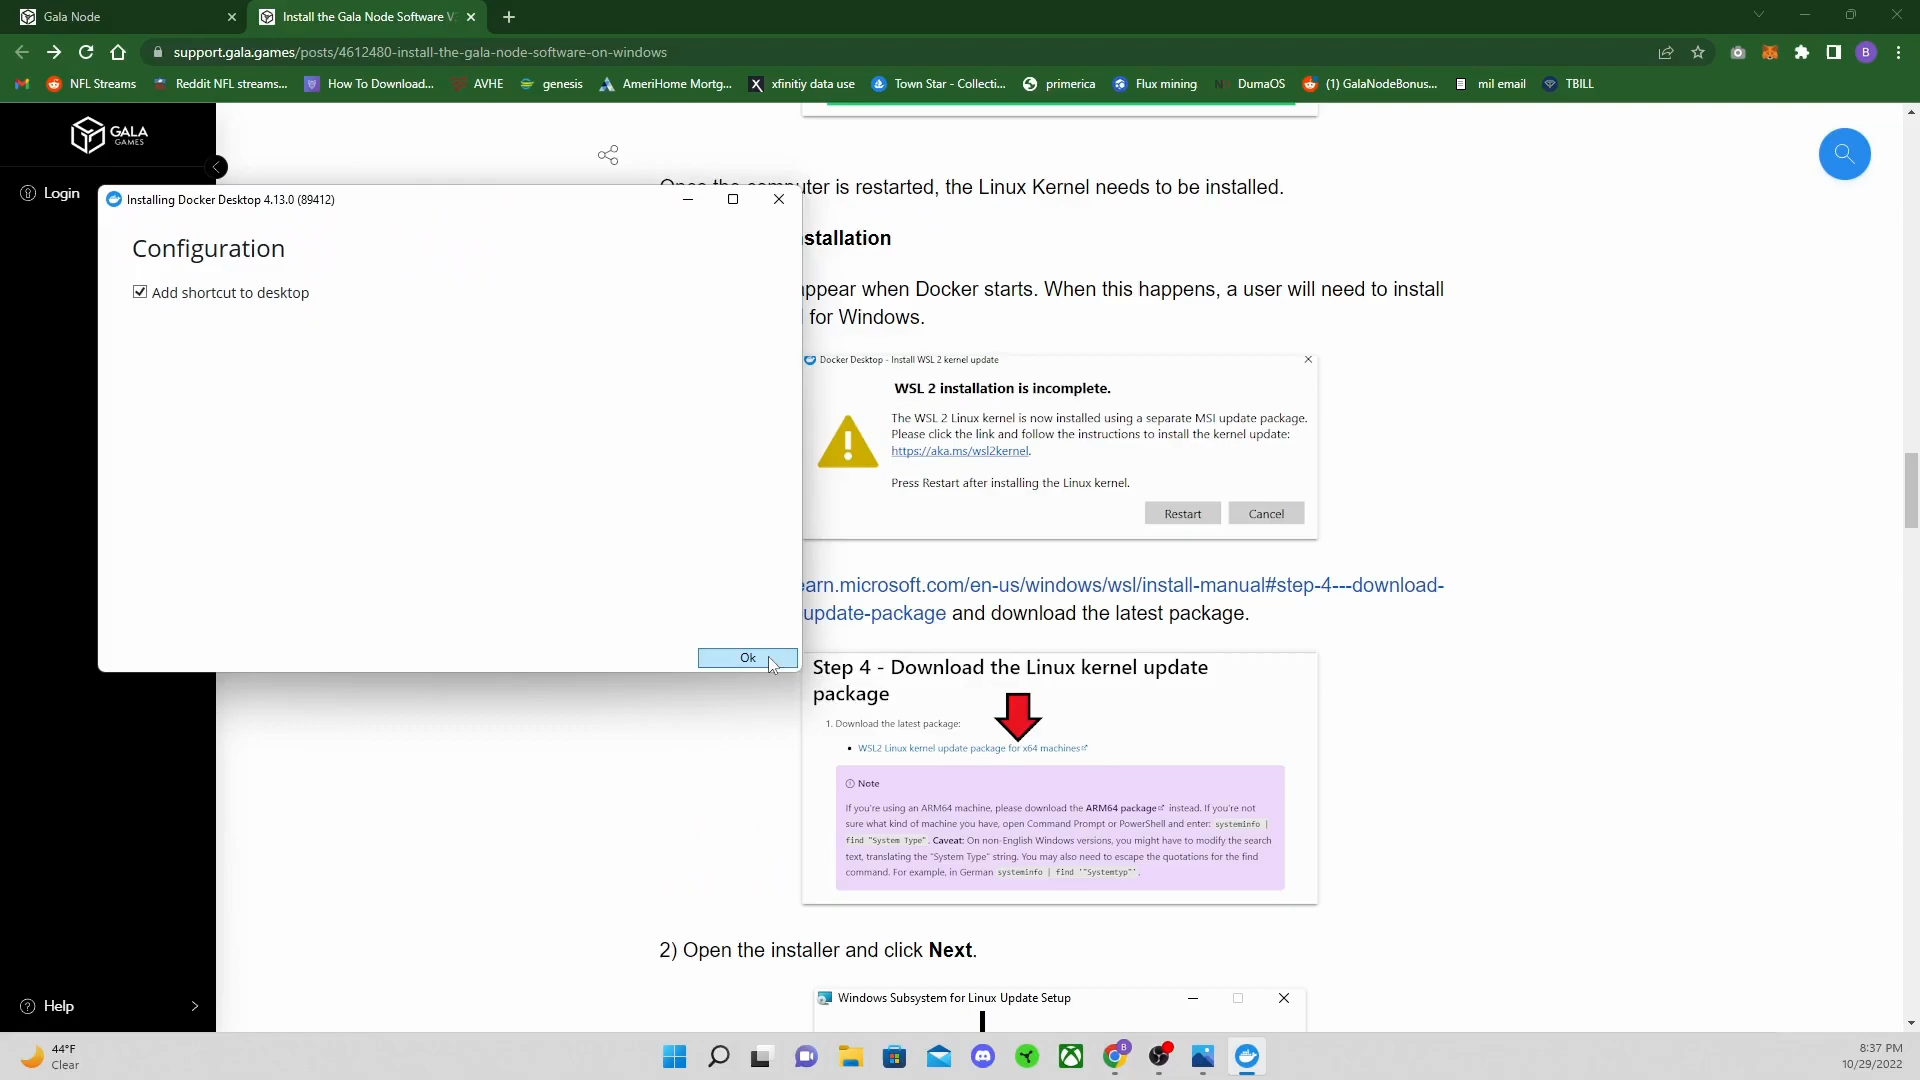 Gala Node
Install the Gala Node Software V
support.gala.games/posts/4612480-install-the-gala-node-software-on-windows
B
NFL Streams
Reddit NFL streams...
How To Download...
AVHE
genesis
AmeriHome Mortg...
xfinitiy data use
Town Star - Collecti...
primerica
Flux mining
DumaOS
(1) GalaNodeBonus...
mil email
TBILL
GALA
GAMES
Login
Once the computer is restarted, the Linux Kernel needs to be installed.
Installing Docker Desktop 4.13.0 (89412)
Configuration
Add shortcut to desktop
Ok
stallation
ppear when Docker starts. When this happens, a user will need to install
for Windows.
Docker Desktop - Install WSL 2 kernel update
WSL 2 installation is incomplete.
The WSL 2 Linux kernel is now installed using a separate MSI update package.
Please click the link and follow the instructions to install the kernel update:
https://aka.ms/wsl2kernel.
Press Restart after installing the Linux kernel.
Restart
Cancel
earn.microsoft.com/en-us/windows/wsl/install-manual#step-4---download-
update-package and download the latest package.
Step 4 - Download the Linux kernel update
package
1. Download the latest package:
• WSL2 Linux kernel update package for x64 machines
Note
If you're using an ARM64 machine, please download the ARM64 package instead. If you're not
sure what kind of machine you have, open Command Prompt or PowerShell and enter: systeminfo |
find "System Type". Caveat: On non-English Windows versions, you might have to modify the search
text, translating the "System Type" string. You may also need to escape the quotations for the find
command. For example, in German systeminfo | find '"Systemtyp"'.
2) Open the installer and click Next.
Windows Subsystem for Linux Update Setup
Help
44°F
Clear
B
8:37 PM
10/29/2022